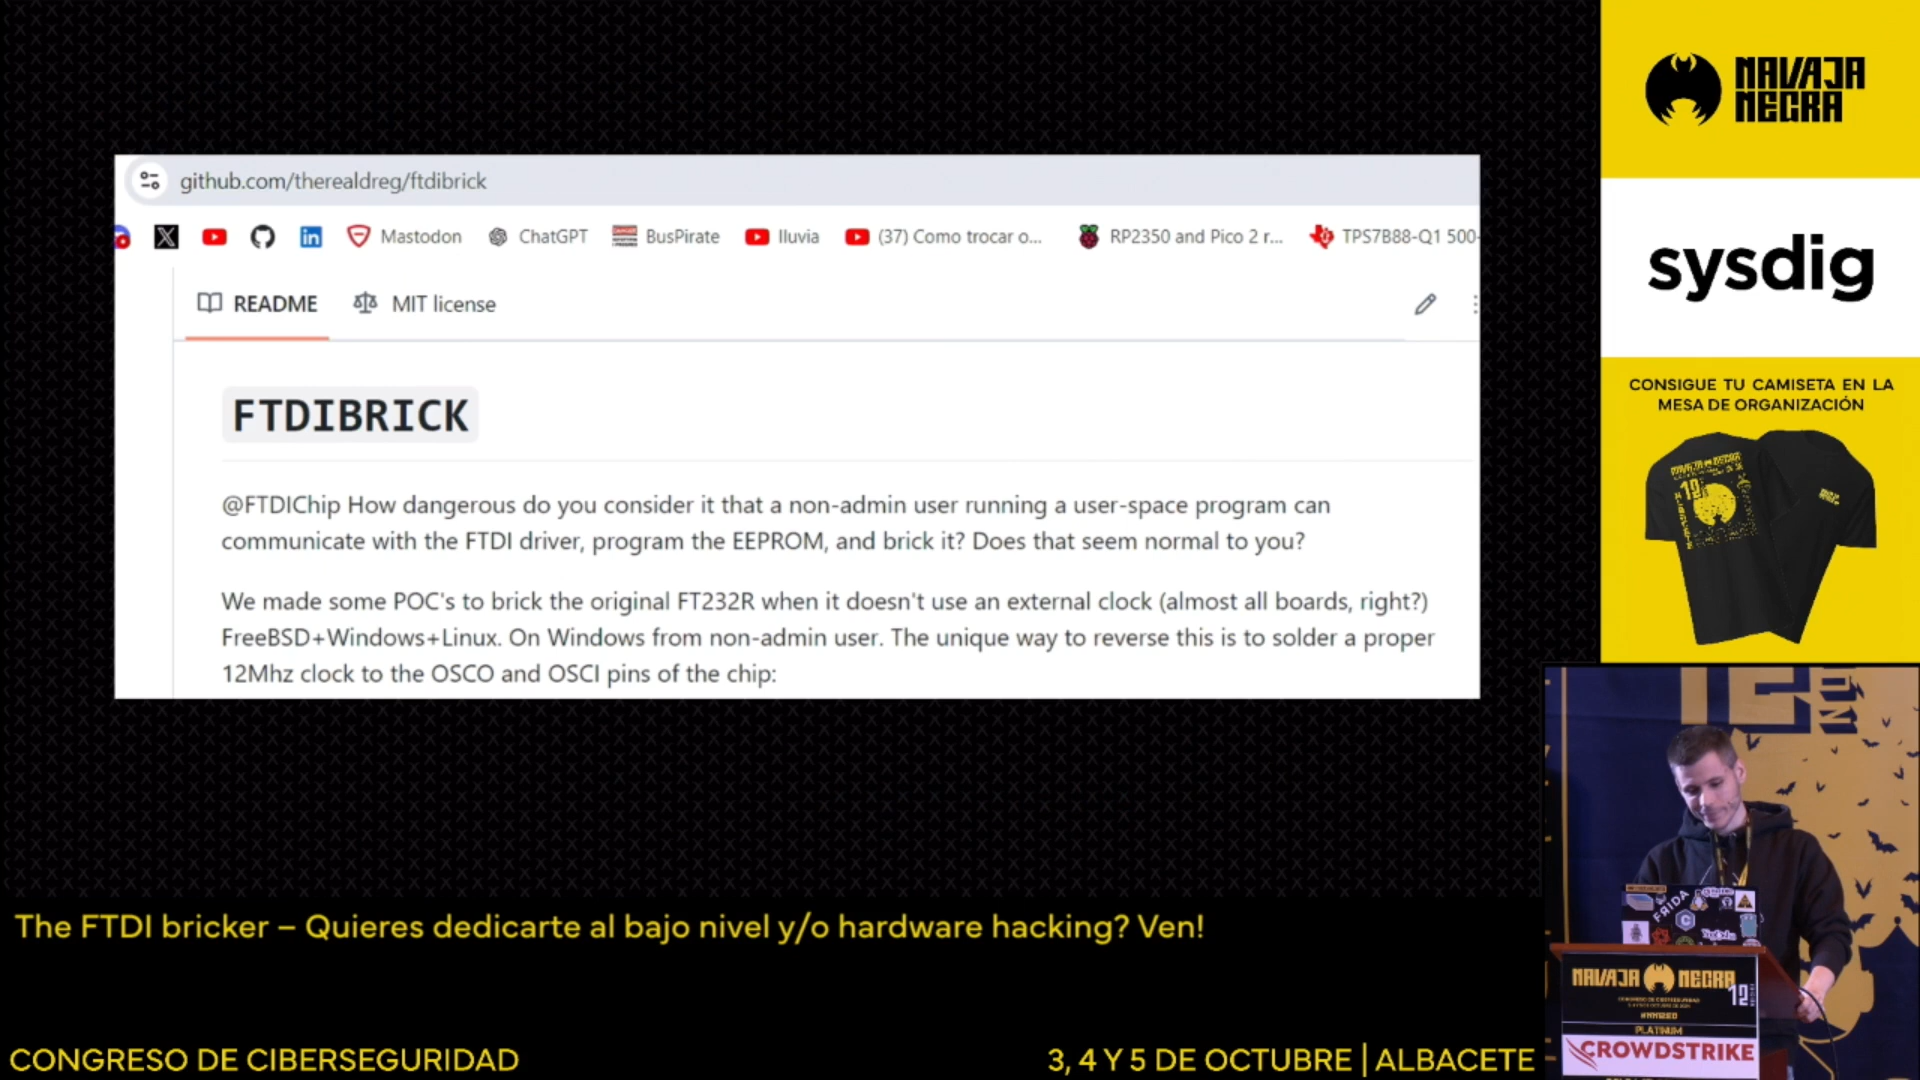 github.com/therealdreg/ftdibrick
Mastodon ChatGPT BusPirate lluvia (37) Como trocar o... RP2350 and Pico 2 r... TPS7B88-Q1 500-
README MIT license
FTDIBRICK
@FTDIChip How dangerous do you consider it that a non-admin user running a user-space program can
communicate with the FTDI driver, program the EEPROM, and brick it? Does that seem normal to you?
We made some POC's to brick the original FT232R when it doesn't use an external clock (almost all boards, right?)
FreeBSD+Windows+Linux. On Windows from non-admin user. The unique way to reverse this is to solder a proper
12Mhz clock to the OSCO and OSCI pins of the chip:
The FTDI bricker – Quieres dedicarte al bajo nivel y/o hardware hacking? Ven!
CONGRESO DE CIBERSEGURIDAD
3, 4 Y 5 DE OCTUBRE | ALBACETE
NAVAJA
NEGRA
sysdig
CONSIGUE TU CAMISETA EN LA
MESA DE ORGANIZACIÓN
FRIDA
NAVAJA NEGRA
12
PLATINUM
CROWDSTRIKE